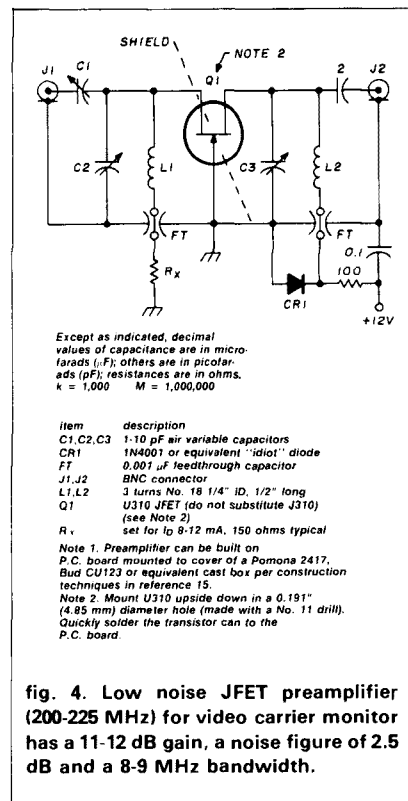 SHIELD
NOTE 2
J1
C1
Q1
2
J2
C2
L1
C3
L2
FT
FT
0.1
Rx
CR1
100
+12V
Except as indicated, decimal
values of capacitance are in micro-
farads (µF); others are in picofar-
ads (pF); resistances are in ohms.
k = 1,000 M = 1,000,000
item description
C1,C2,C3 1-10 pF air variable capacitors
CR1 1N4001 or equivalent "idiot" diode
FT 0.001 µF feedthrough capacitor
J1,J2 BNC connector
L1,L2 3 turns No. 18 1/4" ID, 1/2" long
Q1 U310 JFET (do not substitute J310)
(see Note 2)
Rx set for ID 8-12 mA, 150 ohms typical
Note 1. Preamplifier can be built on
P.C. board mounted to cover of a Pomona 2417,
Bud CU123 or equivalent cast box per construction
techniques in reference 15.
Note 2. Mount U310 upside down in a 0.191"
(4.85 mm) diameter hole (made with a No. 11 drill).
Quickly solder the transistor can to the
P.C. board.
fig. 4. Low noise JFET preamplifier
(200-225 MHz) for video carrier monitor
has a 11-12 dB gain, a noise figure of 2.5
dB and a 8-9 MHz bandwidth.